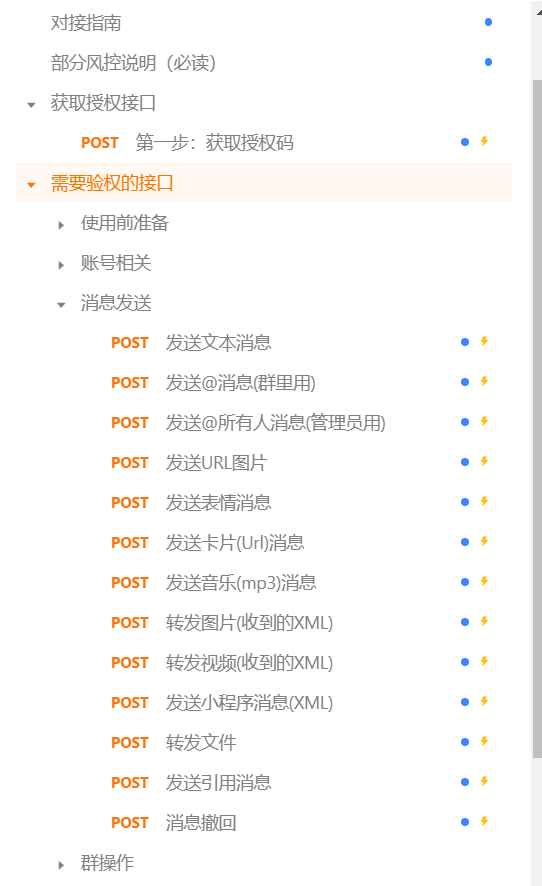 对接指南
部分风控说明（必读）
获取授权接口
POST 第一步：获取授权码
需要验权的接口
使用前准备
账号相关
消息发送
POST 发送文本消息
POST 发送@消息(群里用)
POST 发送@所有人消息(管理员用)
POST 发送URL图片
POST 发送表情消息
POST 发送卡片(Url)消息
POST 发送音乐(mp3)消息
POST 转发图片(收到的XML)
POST 转发视频(收到的XML)
POST 发送小程序消息(XML)
POST 转发文件
POST 发送引用消息
POST 消息撤回
群操作